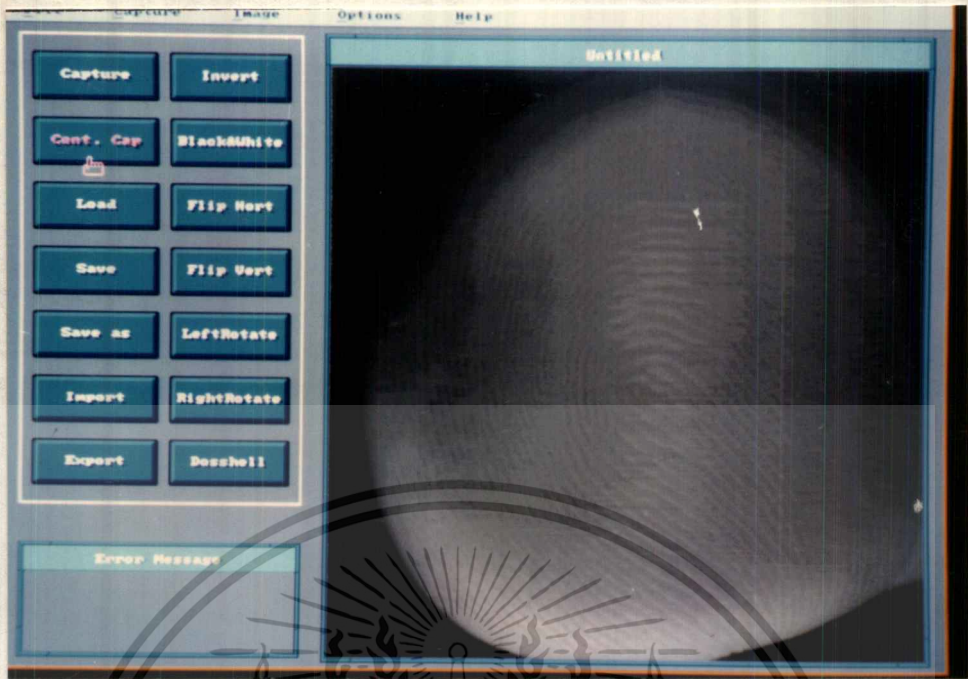 Capture Image Options Help
Untitled
Capture Invert
Cont. Cap Black&White
Load Flip Hort
Save Flip Vert
Save as LeftRotate
Import RightRotate
Export Dosshell
Error Message